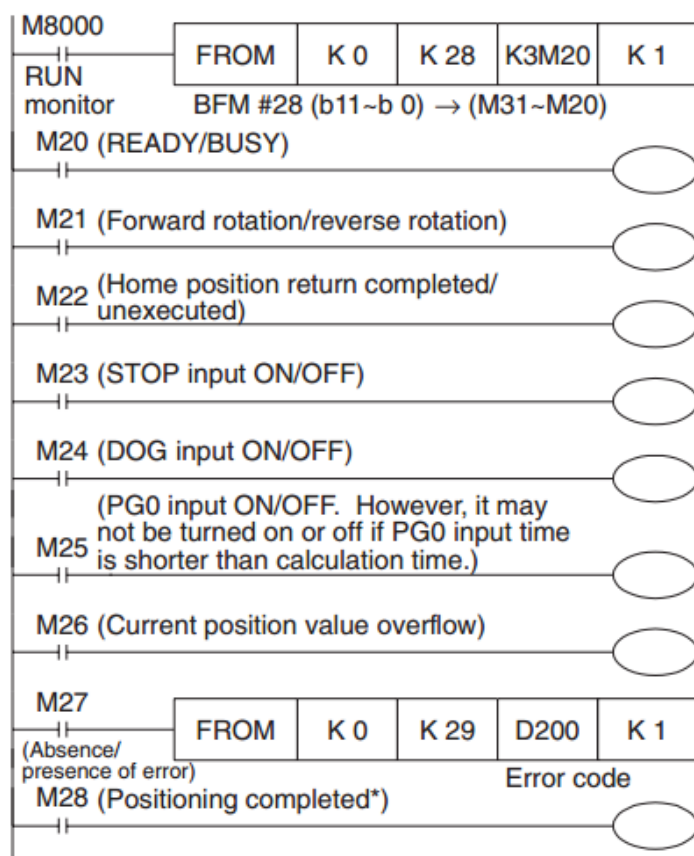 M8000
FROM K 0 K 28 K3M20 K 1
RUN
monitor
BFM #28 (b11~b 0) → (M31~M20)
M20 (READY/BUSY)
M21 (Forward rotation/reverse rotation)
M22 (Home position return completed/
unexecuted)
M23 (STOP input ON/OFF)
M24 (DOG input ON/OFF)
(PG0 input ON/OFF. However, it may
not be turned on or off if PG0 input time
M25 is shorter than calculation time.)
M26 (Current position value overflow)
M27
FROM K 0 K 29 D200 K 1
(Absence/
presence of error)
Error code
M28 (Positioning completed*)